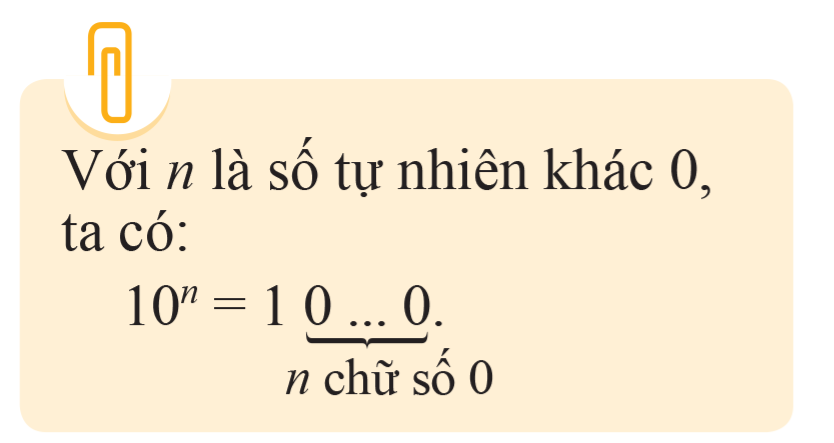 Với n là số tự nhiên khác 0,
ta có:
10ⁿ = 1 0 ... 0.
n chữ số 0